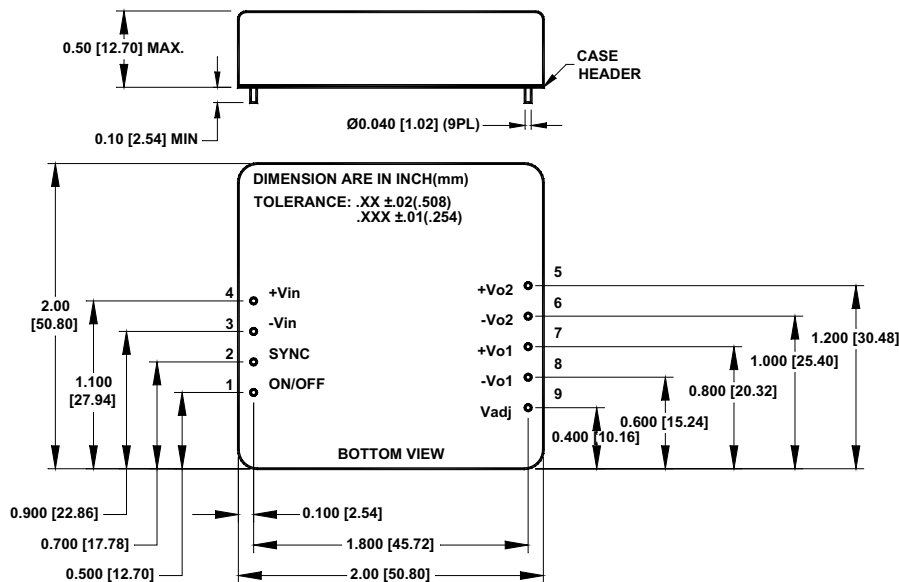 0.50 [12.70] MAX.
CASE
HEADER
0.10 [2.54] MIN
Ø0.040 [1.02] (9PL)
DIMENSION ARE IN INCH(mm)
TOLERANCE: .XX ±.02(.508)
.XXX ±.01(.254)
2.00
[50.80]
1.100
[27.94]
4 +Vin
3 -Vin
2 SYNC
1 ON/OFF
+Vo2 5
-Vo2 6
+Vo1 7
-Vo1 8
Vadj 9
1.200 [30.48]
1.000 [25.40]
0.800 [20.32]
0.600 [15.24]
0.400 [10.16]
BOTTOM VIEW
0.900 [22.86]
0.700 [17.78]
0.500 [12.70]
0.100 [2.54]
1.800 [45.72]
2.00 [50.80]